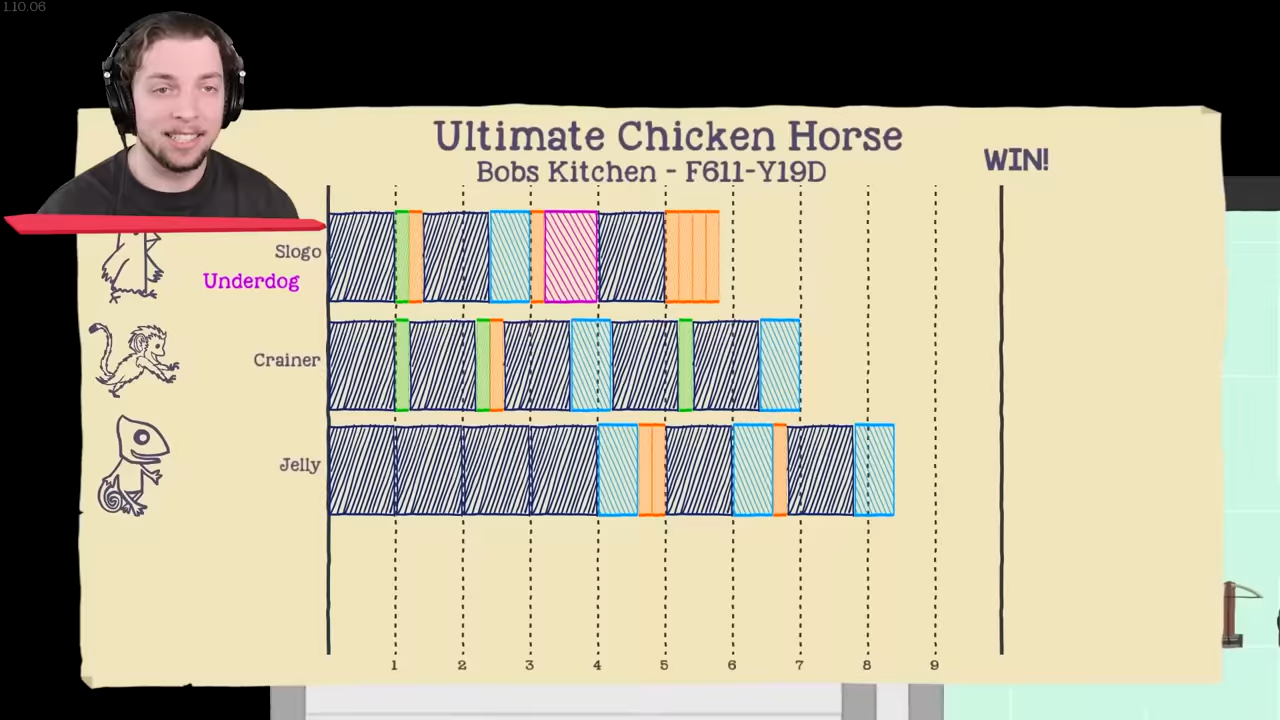 1.10.06
Ultimate Chicken Horse
Bobs Kitchen - F611-Y19D
WIN!
Slogo
Underdog
Crainer
Jelly
1 2 3 4 5 6 7 8 9